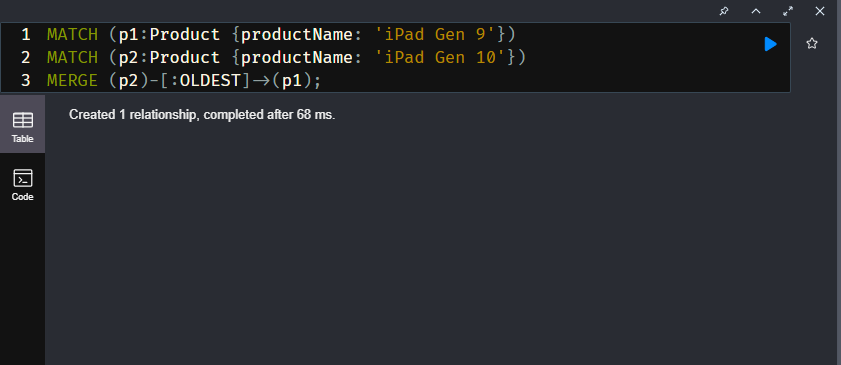 1 MATCH (p1:Product {productName: 'iPad Gen 9'})
2 MATCH (p2:Product {productName: 'iPad Gen 10'})
3 MERGE (p2)-[:OLDEST]->(p1);
Table
Created 1 relationship, completed after 68 ms.
Code